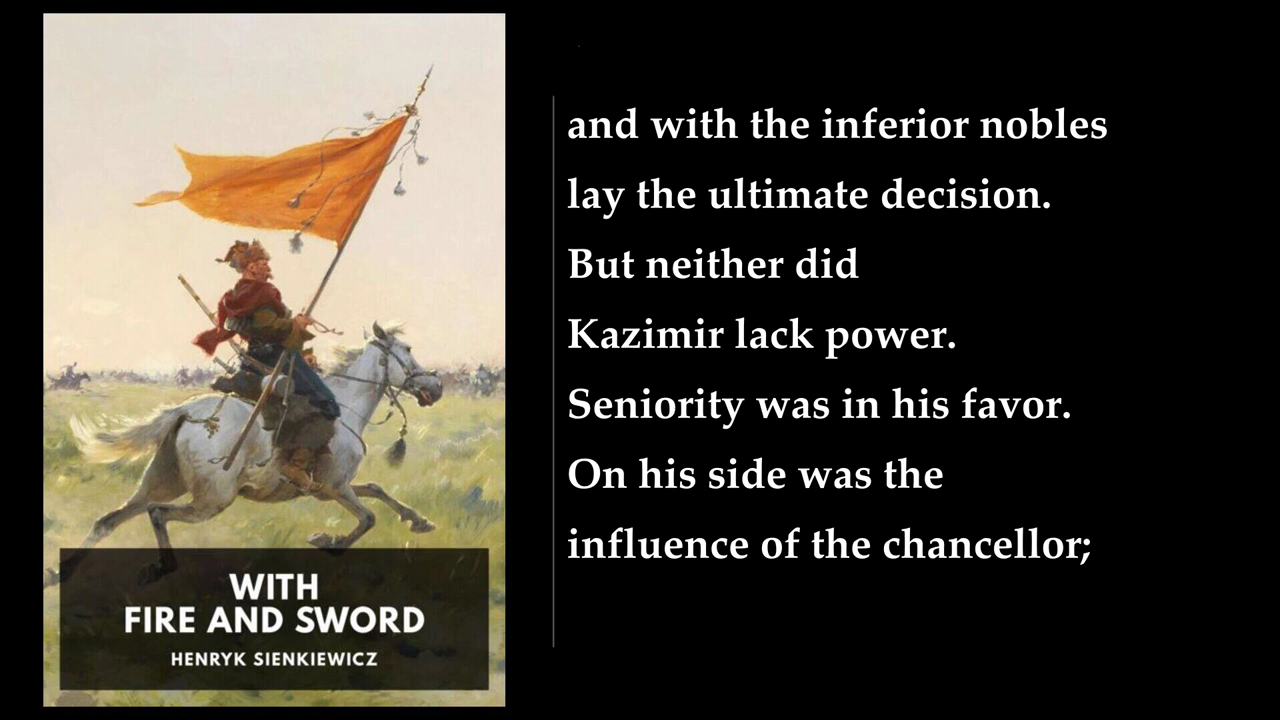 and with the inferior nobles
lay the ultimate decision.
But neither did
Kazimir lack power.
Seniority was in his favor.
On his side was the
influence of the chancellor;
WITH
FIRE AND SWORD
HENRYK SIENKIEWICZ